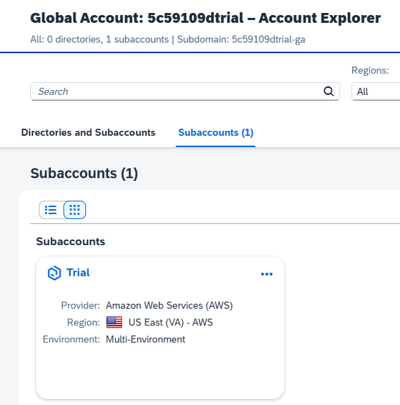 Global Account: 5c59109dtrial – Account Explorer
All: 0 directories, 1 subaccounts | Subdomain: 5c59109dtrial-ga
Regions:
Search
All
Directories and Subaccounts
Subaccounts (1)
Subaccounts (1)
Subaccounts
Trial
Provider: Amazon Web Services (AWS)
Region: US East (VA) - AWS
Environment: Multi-Environment